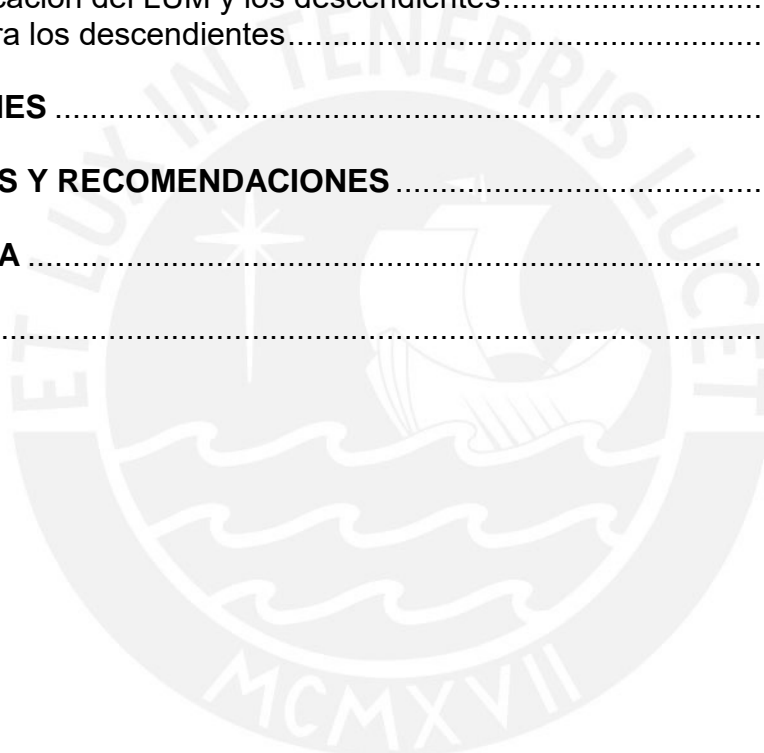 cación del LUM y los descendientes
ra los descendientes
NES
S Y RECOMENDACIONES
A
ET LUX IN TENEBRIS LUCET
MCMXVII